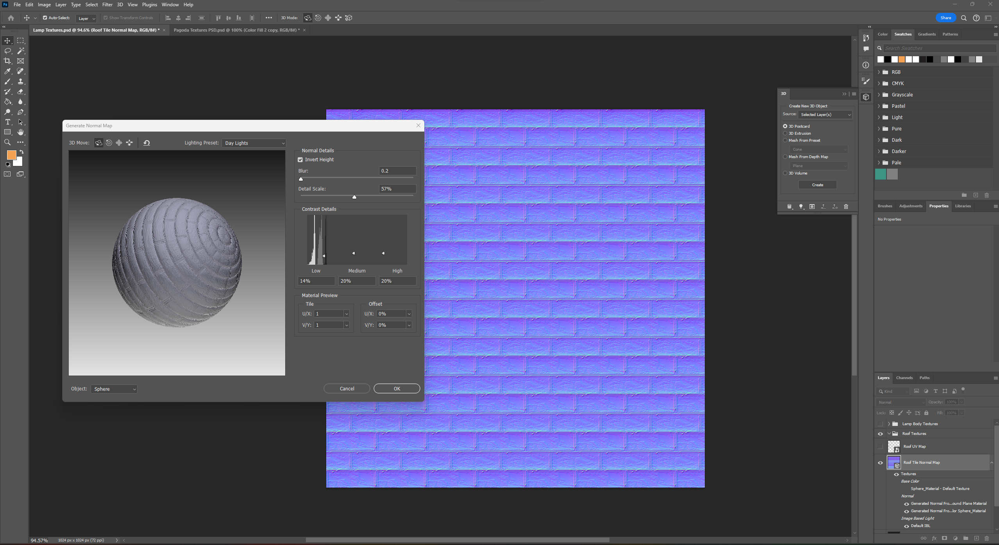 Ps File Edit Image Layer Type Select Filter 3D View Plugins Window Help
Auto-Select: Layer Show Transform Controls 3D Mode: Share
Lamp Textures.psd @ 94.6% (Roof Tile Normal Map, RGB/8#) * Pagoda Textures PSD.psd @ 100% (Color Fill 2 copy, RGB/8#) *
Generate Normal Map
3D Move: Lighting Preset: Day Lights
Normal Details
Invert Height
Blur: 0.2
Detail Scale: 57%
Contrast Details
Low Medium High
14% 20% 20%
Material Preview
Tile Offset
U/X: 1 U/X: 0%
V/Y: 1 V/Y: 0%
Object: Sphere Cancel OK
3D
Create New 3D Object
Source: Selected Layer(s)
3D Postcard
3D Extrusion
Mesh From Preset
Cone
Mesh From Depth Map
Plane
3D Volume
Create
Color Swatches Gradients Patterns
Search Swatches
RGB
CMYK
Grayscale
Pastel
Light
Pure
Dark
Darker
Pale
Brushes Adjustments Properties Libraries
No Properties
Layers Channels Paths
Kind
Normal Opacity: 100%
Lock: Fill: 100%
Lamp Body Textures
Roof Textures
Roof UV Map
Roof Tile Normal Map
Textures
Base Color
Sphere_Material - Default Texture
Normal
Generated Normal Fro...ound Plane Material
Generated Normal Fro...lor Sphere_Material
Image Based Light
Default IBL
94.57% 1024 px x 1024 px (72 ppi)